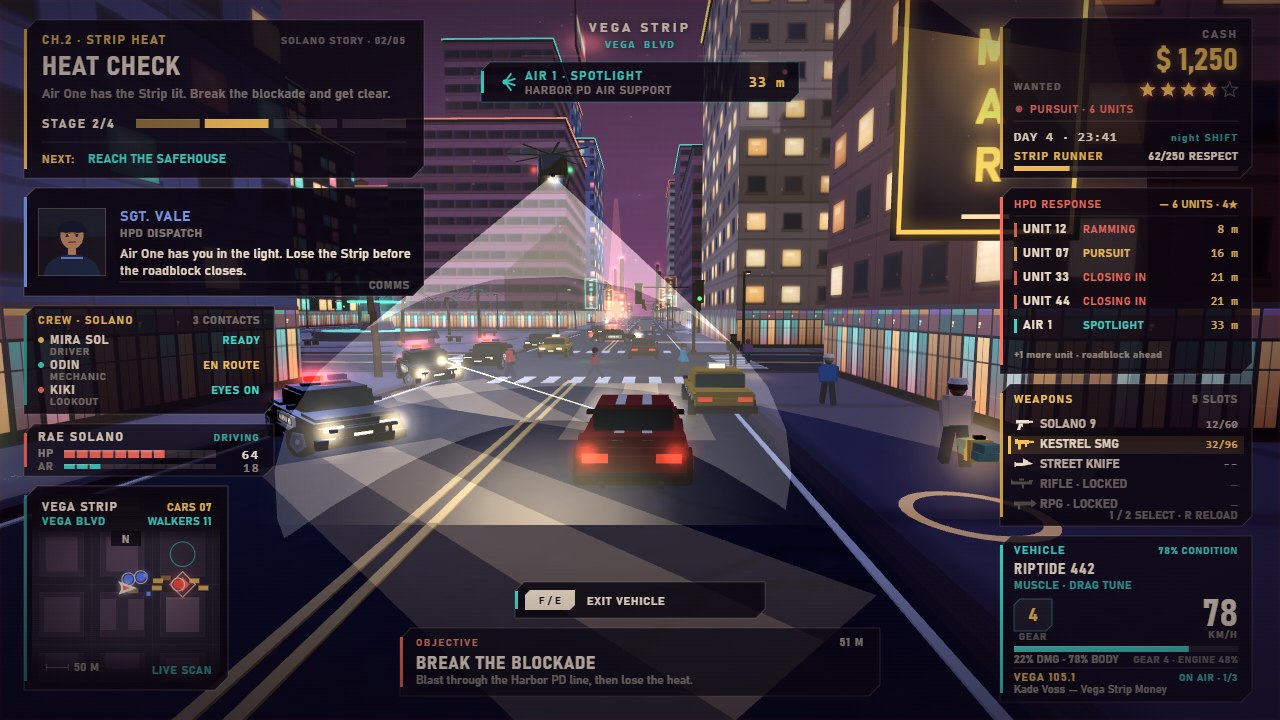 CH.2 · STRIP HEAT
SOLANO STORY · 02/05
HEAT CHECK
Air One has the Strip lit. Break the blockade and get clear.
STAGE 2/4
NEXT: REACH THE SAFEHOUSE
SGT. VALE
HPD DISPATCH
Air One has you in the light. Lose the Strip before
the roadblock closes.
COMMS
CREW · SOLANO
3 CONTACTS
MIRA SOL
READY
DRIVER
ODIN
EN ROUTE
MECHANIC
KIKI
EYES ON
LOOKOUT
RAE SOLANO
DRIVING
HP
64
AR
18
VEGA STRIP
CARS 07
VEGA BLVD
WALKERS 11
N
50 M
LIVE SCAN
VEGA STRIP
VEGA BLVD
AIR 1 · SPOTLIGHT
HARBOR PD AIR SUPPORT
33 m
M
A
R
F / E
EXIT VEHICLE
OBJECTIVE
51 M
BREAK THE BLOCKADE
Blast through the Harbor PD line, then lose the heat.
CASH
$ 1,250
WANTED
PURSUIT · 6 UNITS
DAY 4 · 23:41
night SHIFT
STRIP RUNNER
62/250 RESPECT
HPD RESPONSE
— 6 UNITS · 4★
UNIT 12 RAMMING 8 m
UNIT 07 PURSUIT 16 m
UNIT 33 CLOSING IN 21 m
UNIT 44 CLOSING IN 21 m
AIR 1 SPOTLIGHT 33 m
+1 more unit · roadblock ahead
WEAPONS
5 SLOTS
SOLANO 9 12/60
KESTREL SMG 32/96
STREET KNIFE --
RIFLE · LOCKED —
RPG · LOCKED —
1 / 2 SELECT · R RELOAD
VEHICLE
78% CONDITION
RIPTIDE 442
MUSCLE · DRAG TUNE
4
GEAR
78
KM/H
22% DMG · 78% BODY
GEAR 4 · ENGINE 48%
VEGA 105.1
ON AIR · 1/3
Kade Voss — Vega Strip Money